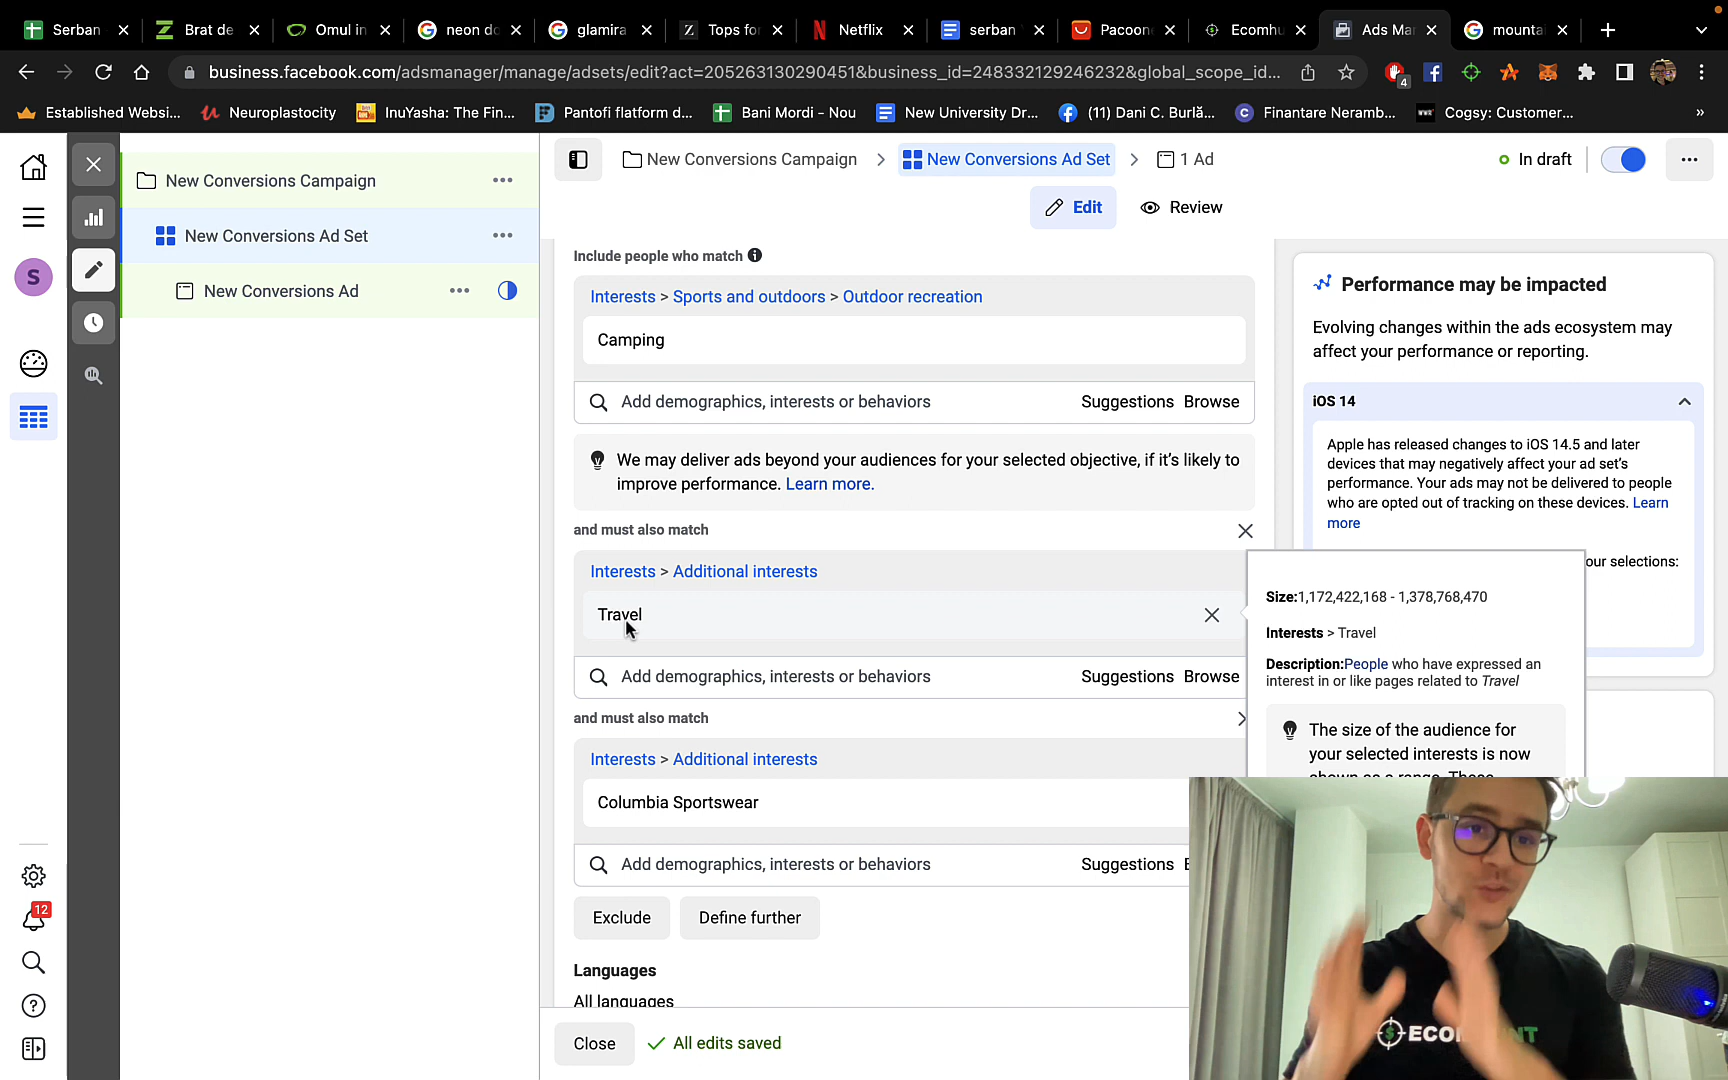 Serban
Brat de
Omul in
neon do
glamira
Tops fo
Netflix
serban
Pacoon
Ecomhu
Ads Ma
mounta
business.facebook.com/adsmanager/manage/adsets/edit?act=205263130290451&business_id=248332129246232&global_scope_id...
4
Established Websi...
Neuroplastocity
InuYasha: The Fin...
Pantofi flatform d...
Bani Mordi - Nou
New University Dr...
(11) Dani C. Burlă...
Finantare Neramb...
Cogsy: Customer...
»
New Conversions Campaign
New Conversions Ad Set
New Conversions Ad
S
12
New Conversions Campaign > New Conversions Ad Set > 1 Ad
In draft
Edit
Review
Include people who match
Interests > Sports and outdoors > Outdoor recreation
Camping
Add demographics, interests or behaviors
Suggestions Browse
We may deliver ads beyond your audiences for your selected objective, if it's likely to
improve performance. Learn more.
and must also match
Interests > Additional interests
Travel
Add demographics, interests or behaviors
Suggestions Browse
and must also match
Interests > Additional interests
Columbia Sportswear
Add demographics, interests or behaviors
Suggestions
Exclude
Define further
Languages
All languages
Close
All edits saved
Performance may be impacted
Evolving changes within the ads ecosystem may
affect your performance or reporting.
iOS 14
Apple has released changes to iOS 14.5 and later
devices that may negatively affect your ad set's
performance. Your ads may not be delivered to people
who are opted out of tracking on these devices. Learn
more
our selections:
Size:1,172,422,168 - 1,378,768,470
Interests > Travel
Description:People who have expressed an
interest in or like pages related to Travel
The size of the audience for
your selected interests is now
shown as a range. These